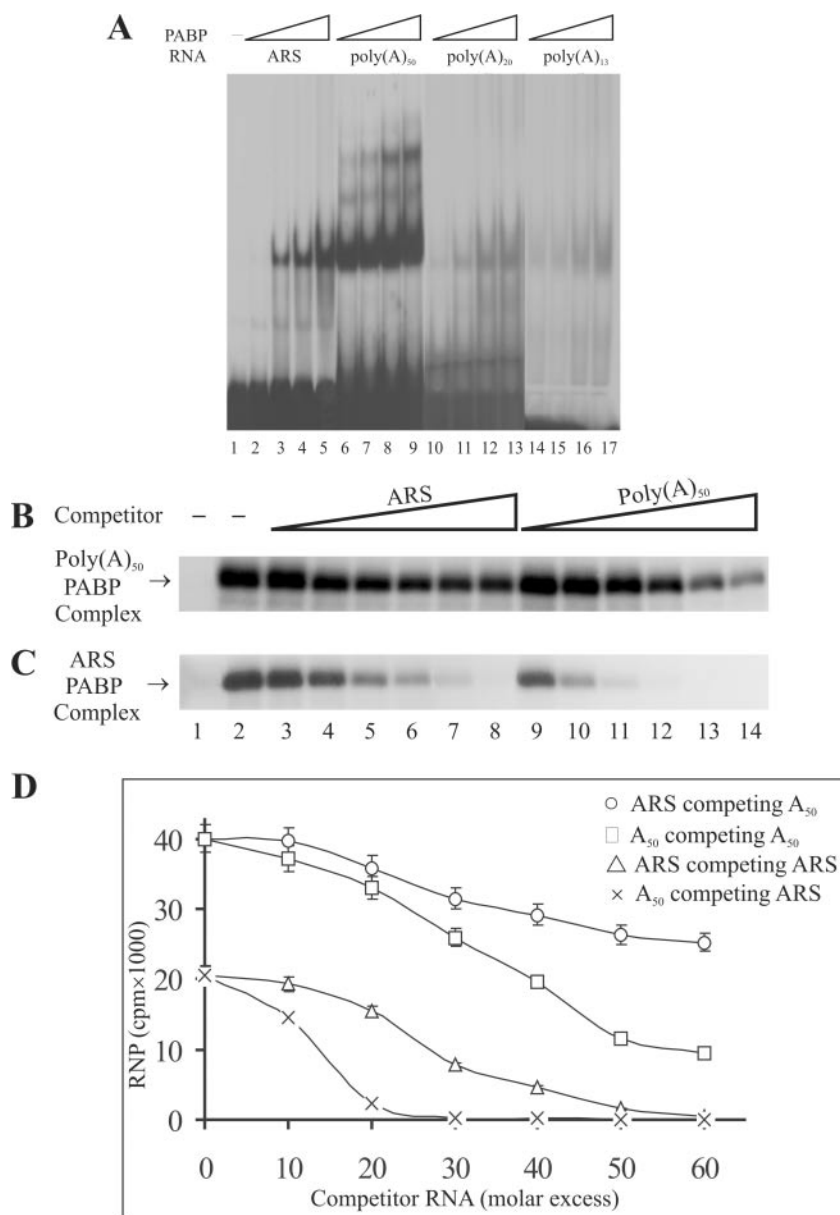 A
PABP –
RNA ARS poly(A)₅₀ poly(A)₂₀ poly(A)₁₃
1 2 3 4 5 6 7 8 9 10 11 12 13 14 15 16 17
B
Competitor – – ARS Poly(A)₅₀
Poly(A)₅₀
PABP →
Complex
C
ARS
PABP →
Complex
1 2 3 4 5 6 7 8 9 10 11 12 13 14
D
ARS competing A₅₀
A₅₀ competing A₅₀
ARS competing ARS
A₅₀ competing ARS
RNP (cpm×1000)
40
30
20
10
0
0 10 20 30 40 50 60
Competitor RNA (molar excess)